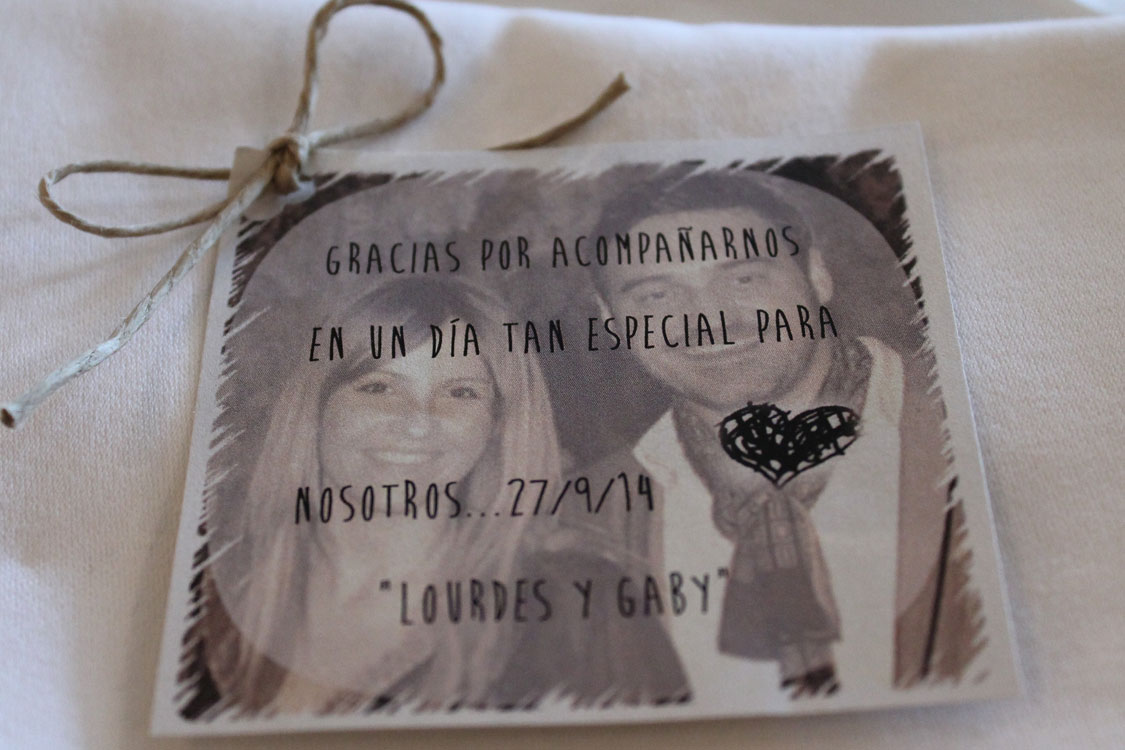 GRACIAS POR ACOMPAÑARNOS
EN UN DÍA TAN ESPECIAL PARA
NOSOTROS...27/9/14
"LOURDES Y GABY"